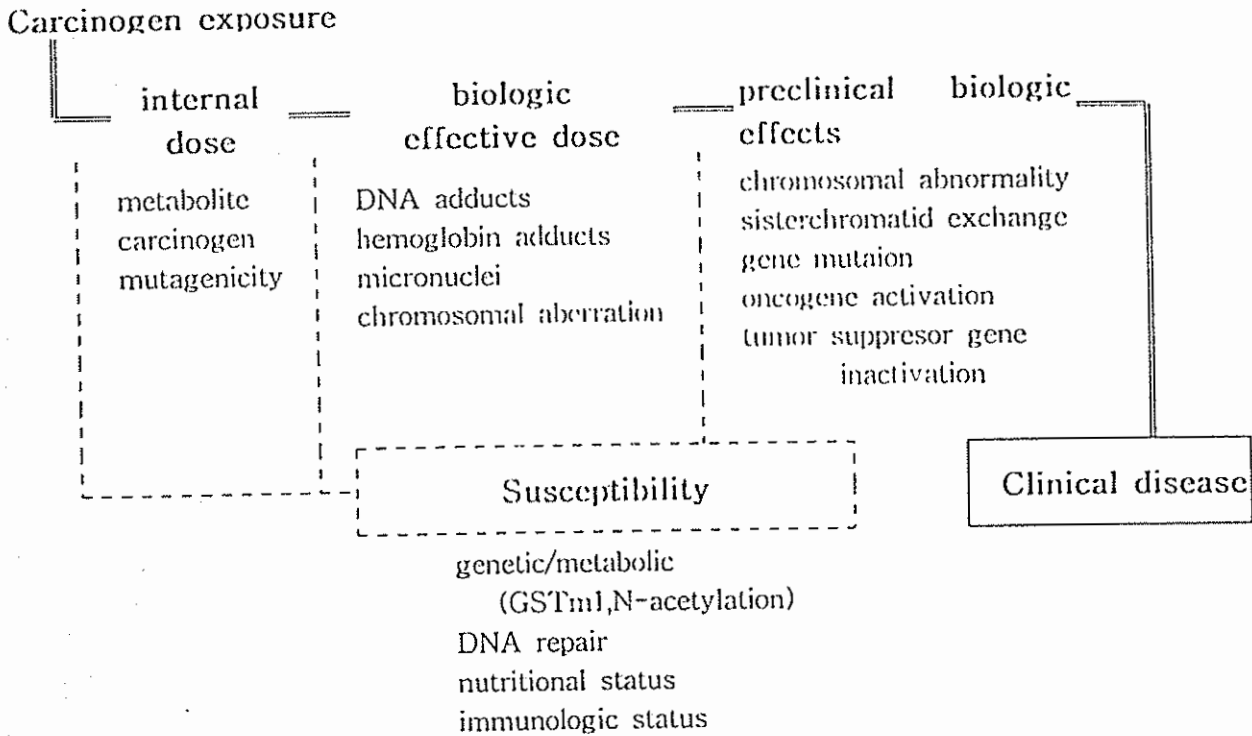 Carcinogen exposure
internal
dose
metabolite
carcinogen
mutagenicity
biologic
effective dose
DNA adducts
hemoglobin adducts
micronuclei
chromosomal aberration
preclinical biologic
effects
chromosomal abnormality
sisterchromatid exchange
gene mutaion
oncogene activation
tumor suppresor gene
inactivation
Susceptibility
genetic/metabolic
(GSTm1,N-acetylation)
DNA repair
nutritional status
immunologic status
Clinical disease